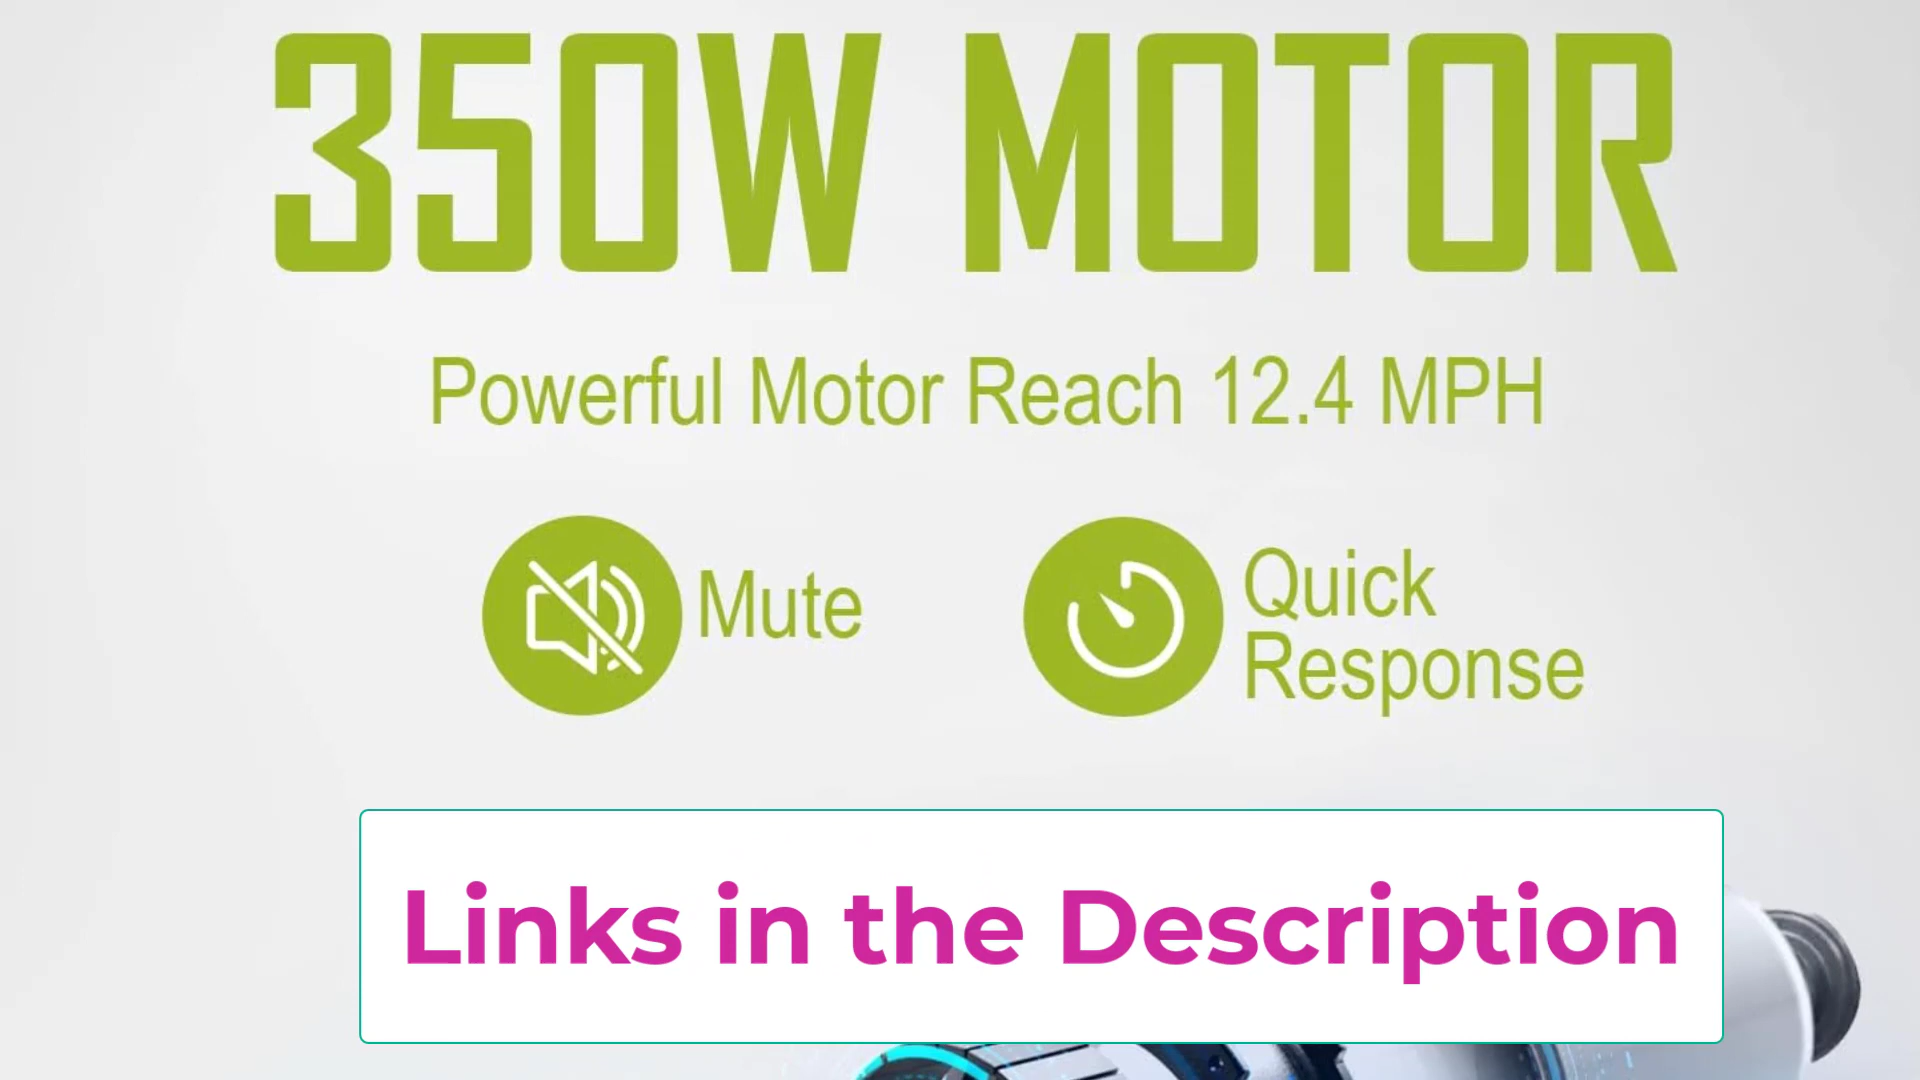 350W MOTOR
Powerful Motor Reach 12.4 MPH
Mute
Quick
Response
Links in the Description